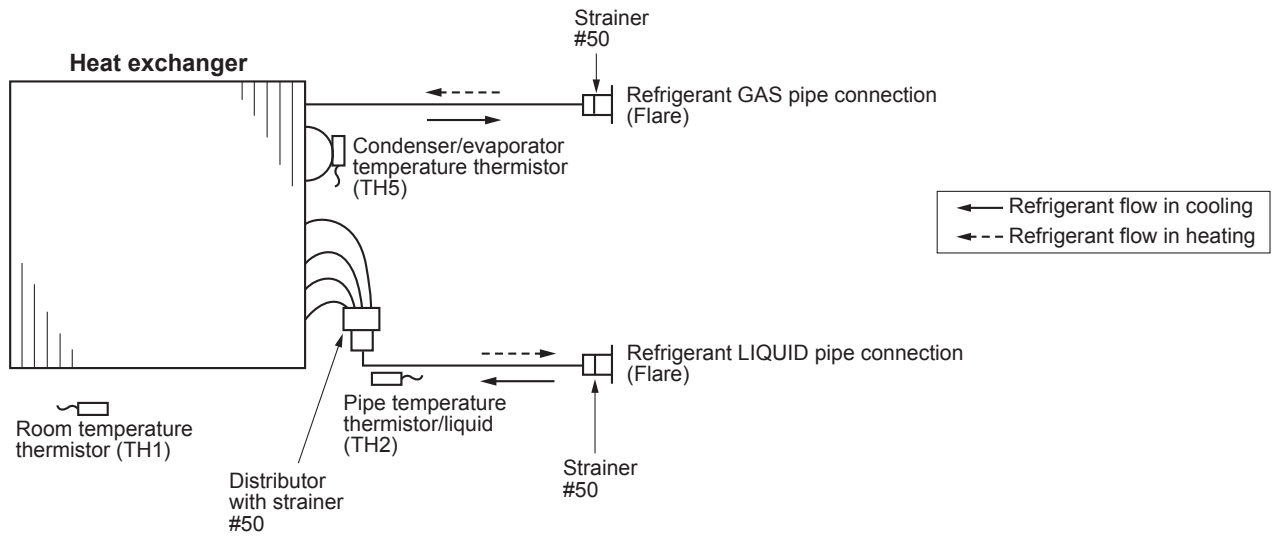 Strainer
#50
Heat exchanger
Refrigerant GAS pipe connection
(Flare)
Condenser/evaporator
temperature thermistor
(TH5)
Refrigerant flow in cooling
Refrigerant flow in heating
Refrigerant LIQUID pipe connection
(Flare)
Pipe temperature
thermistor/liquid
(TH2)
Room temperature
thermistor (TH1)
Distributor
with strainer
#50
Strainer
#50